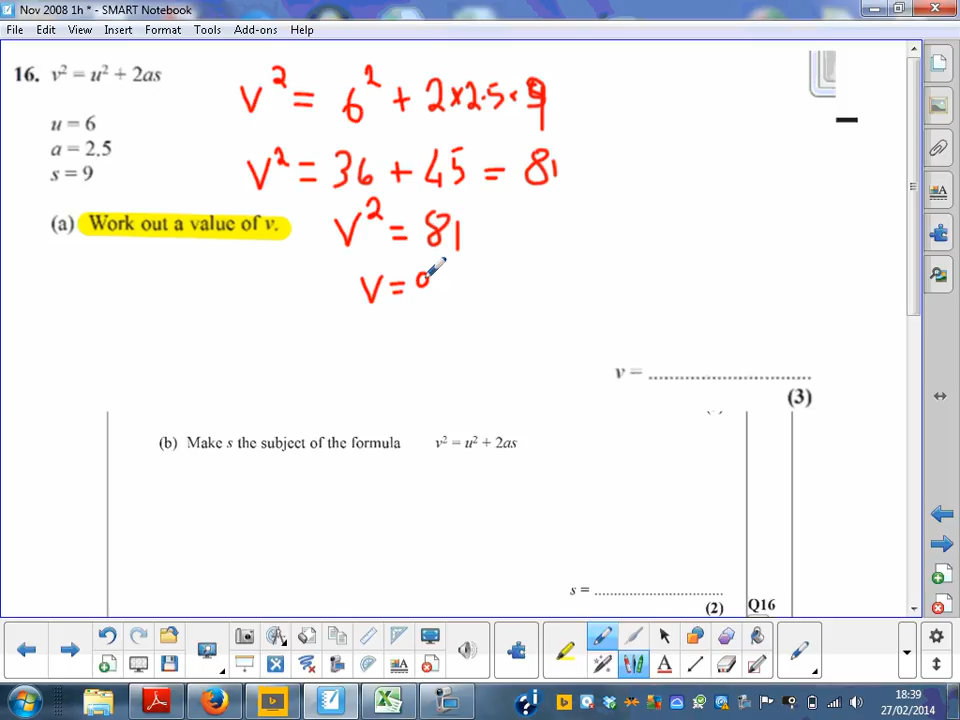 Nov 2008 1h * - SMART Notebook
File Edit View Insert Format Tools Add-ons Help
16. v² = u² + 2as
u = 6
a = 2.5
s = 9
(a) Work out a value of v.
v² = 6² + 2×2·5×9
v² = 36 + 45 = 81
v² = 81
v =
v = ................................
(3)
(b) Make s the subject of the formula v² = u² + 2as
s = ................................
(2)
Q16
18:39
27/02/2014